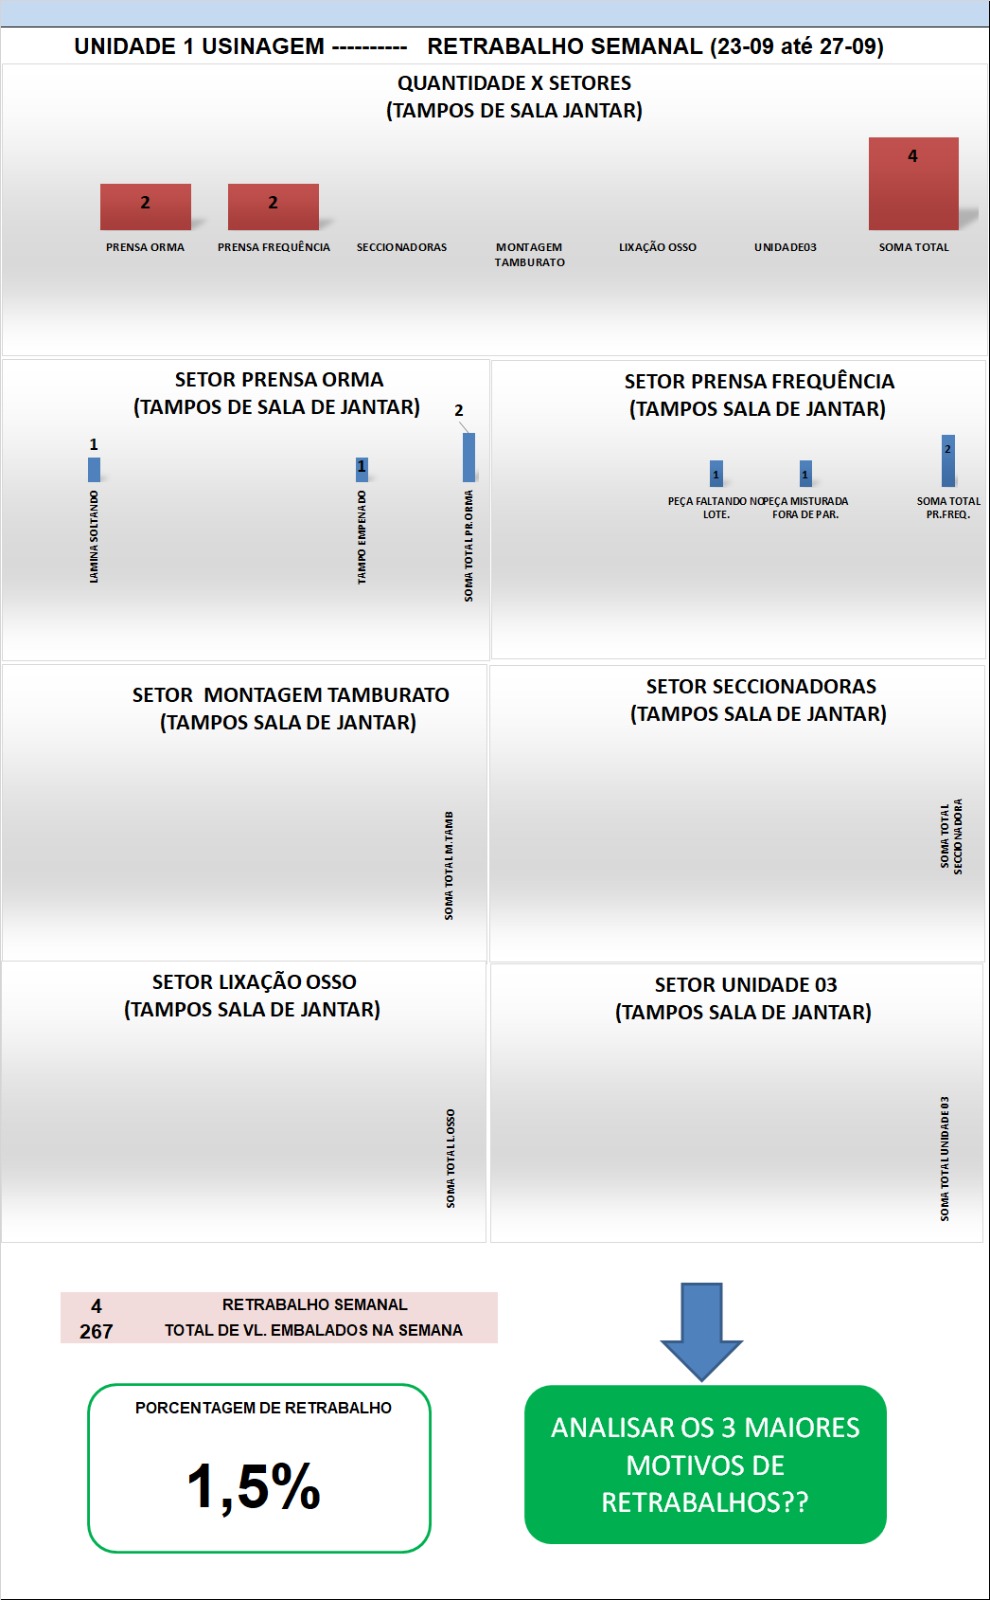 UNIDADE 1 USINAGEM ---------- RETRABALHO SEMANAL (23-09 até 27-09)
QUANTIDADE X SETORES
(TAMPOS DE SALA JANTAR)
2
2
4
PRENSA ORMA
PRENSA FREQUÊNCIA
SECCIONADORAS
MONTAGEM
TAMBURATO
LIXAÇÃO OSSO
UNIDADE03
SOMA TOTAL
SETOR PRENSA ORMA
(TAMPOS DE SALA DE JANTAR)
1
1
2
LAMINA SOLTANDO
TAMPO EMPENADO
SOMA TOTAL PR.ORMA
SETOR PRENSA FREQUÊNCIA
(TAMPOS SALA DE JANTAR)
1
1
2
PEÇA FALTANDO NO
LOTE.
PEÇA MISTURADA
FORA DE PAR.
SOMA TOTAL
PR.FREQ.
SETOR MONTAGEM TAMBURATO
(TAMPOS SALA DE JANTAR)
SOMA TOTAL M.TAMB
SETOR SECCIONADORAS
(TAMPOS SALA DE JANTAR)
SOMA TOTAL
SECCIONADORA
SETOR LIXAÇÃO OSSO
(TAMPOS SALA DE JANTAR)
SOMA TOTAL L.OSSO
SETOR UNIDADE 03
(TAMPOS SALA DE JANTAR)
SOMA TOTAL UNIDADE 03
4 RETRABALHO SEMANAL
267 TOTAL DE VL. EMBALADOS NA SEMANA
PORCENTAGEM DE RETRABALHO
1,5%
ANALISAR OS 3 MAIORES
MOTIVOS DE
RETRABALHOS??